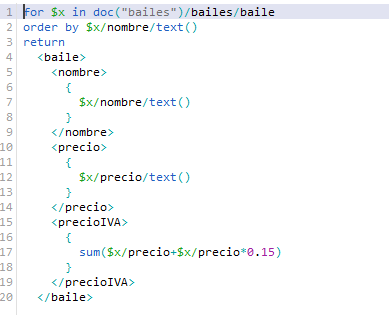 1 for $x in doc("bailes")/bailes/baile
2 order by $x/nombre/text()
3 return
4 <baile>
5 <nombre>
6 {
7 $x/nombre/text()
8 }
9 </nombre>
10 <precio>
11 {
12 $x/precio/text()
13 }
14 </precio>
15 <precioIVA>
16 {
17 sum($x/precio+$x/precio*0.15)
18 }
19 </precioIVA>
20 </baile>